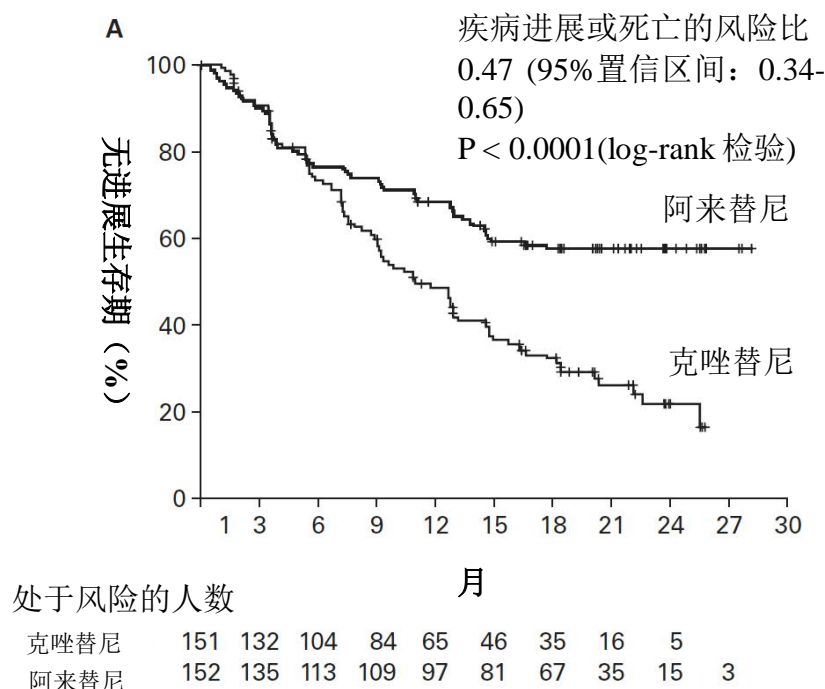 A
疾病进展或死亡的风险比
0.47 (95%置信区间：0.34-
0.65)
P < 0.0001(log-rank 检验)
无进展生存期（%）
100
80
60
40
20
0
阿来替尼
克唑替尼
1 3 6 9 12 15 18 21 24 27 30
月
处于风险的人数
克唑替尼 151 132 104 84 65 46 35 16 5
阿来替尼 152 135 113 109 97 81 67 35 15 3